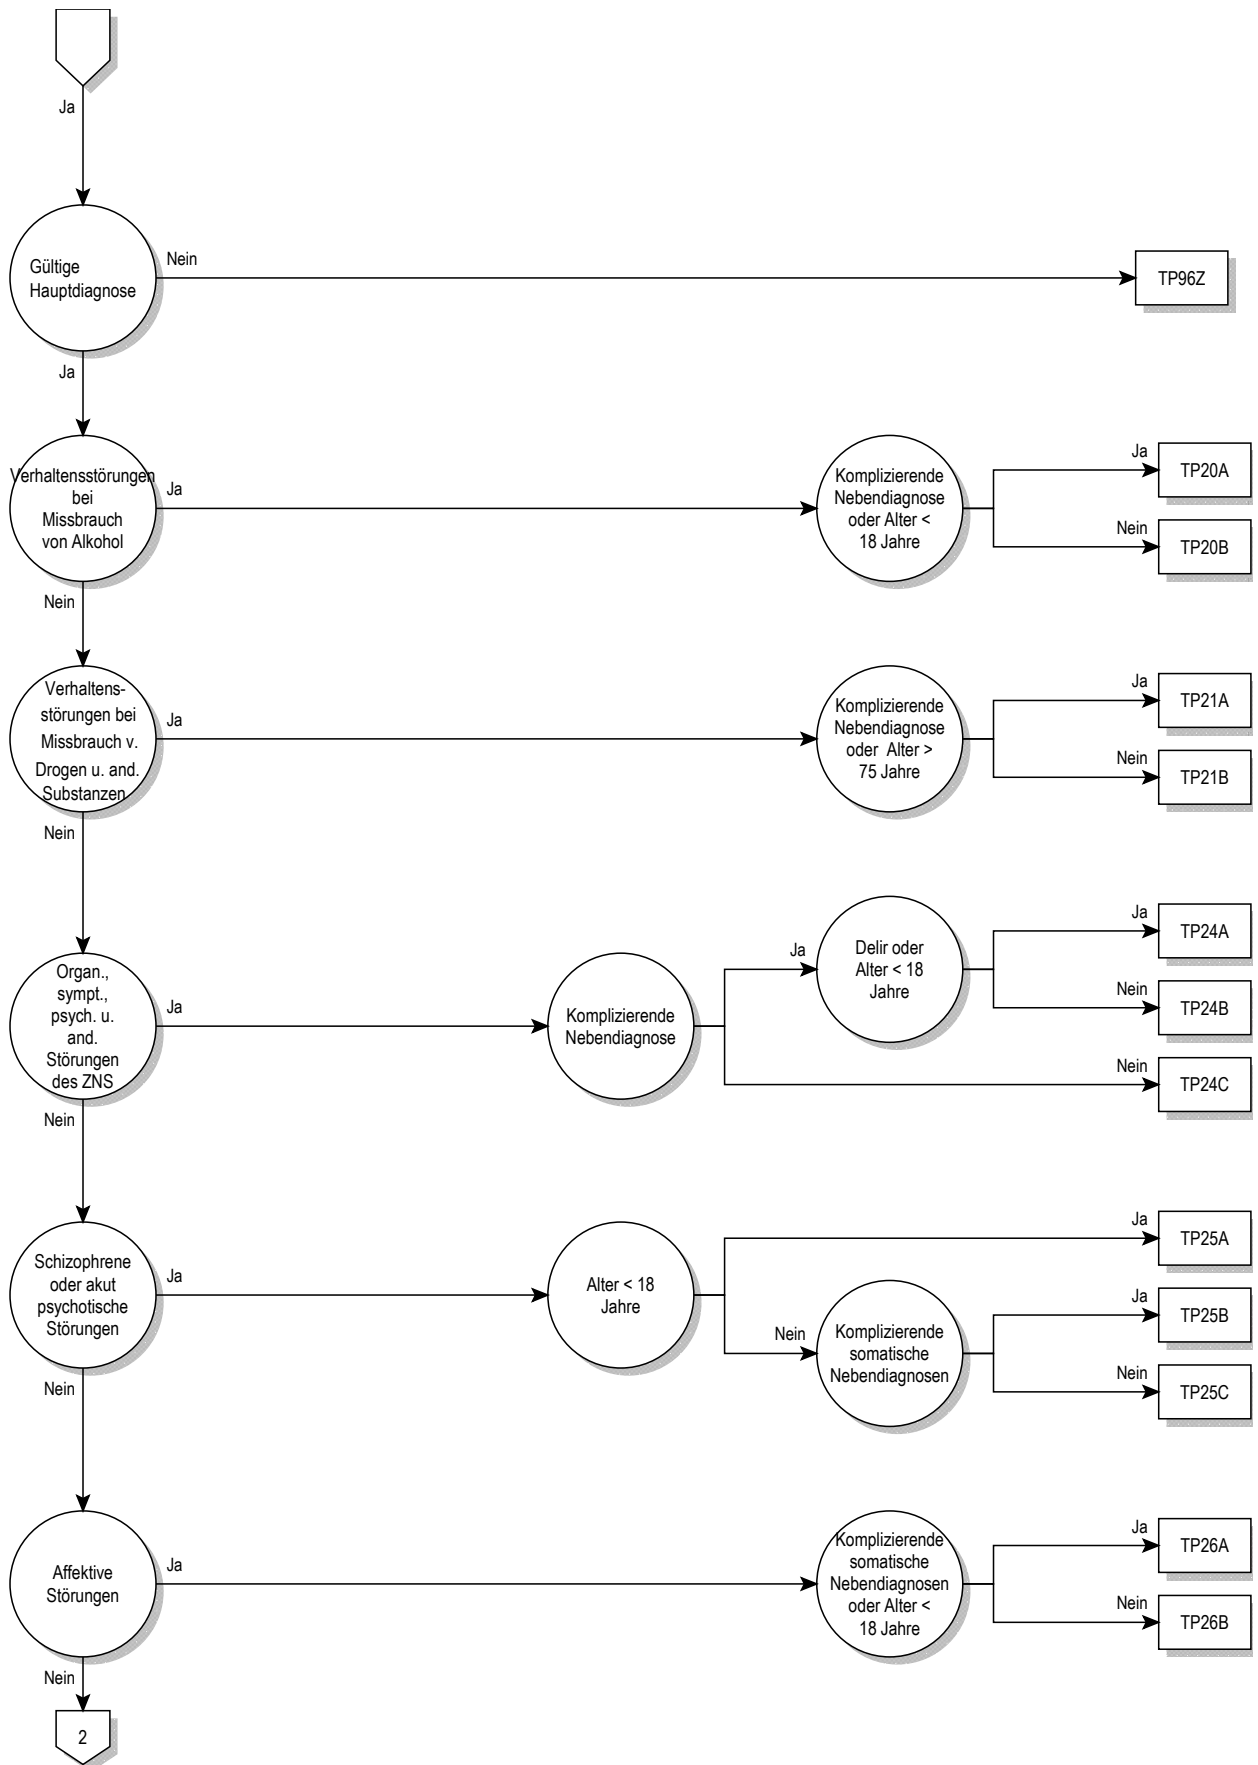 Ja
Gültige
Hauptdiagnose
Nein
TP96Z
Ja
Verhaltensstörungen
bei
Missbrauch
von Alkohol
Ja
Komplizierende
Nebendiagnose
oder Alter <
18 Jahre
Ja
TP20A
Nein
TP20B
Nein
Verhaltens-
störungen bei
Missbrauch v.
Drogen u. and.
Substanzen
Ja
Komplizierende
Nebendiagnose
oder Alter >
75 Jahre
Ja
TP21A
Nein
TP21B
Nein
Organ.,
sympt.,
psych. u.
and.
Störungen
des ZNS
Ja
Komplizierende
Nebendiagnose
Ja
Delir oder
Alter < 18
Jahre
Ja
TP24A
Nein
TP24B
Nein
TP24C
Nein
Schizophrene
oder akut
psychotische
Störungen
Ja
Alter < 18
Jahre
Ja
TP25A
Nein
Komplizierende
somatische
Nebendiagnosen
Ja
TP25B
Nein
TP25C
Nein
Affektive
Störungen
Ja
Komplizierende
somatische
Nebendiagnosen
oder Alter <
18 Jahre
Ja
TP26A
Nein
TP26B
Nein
2